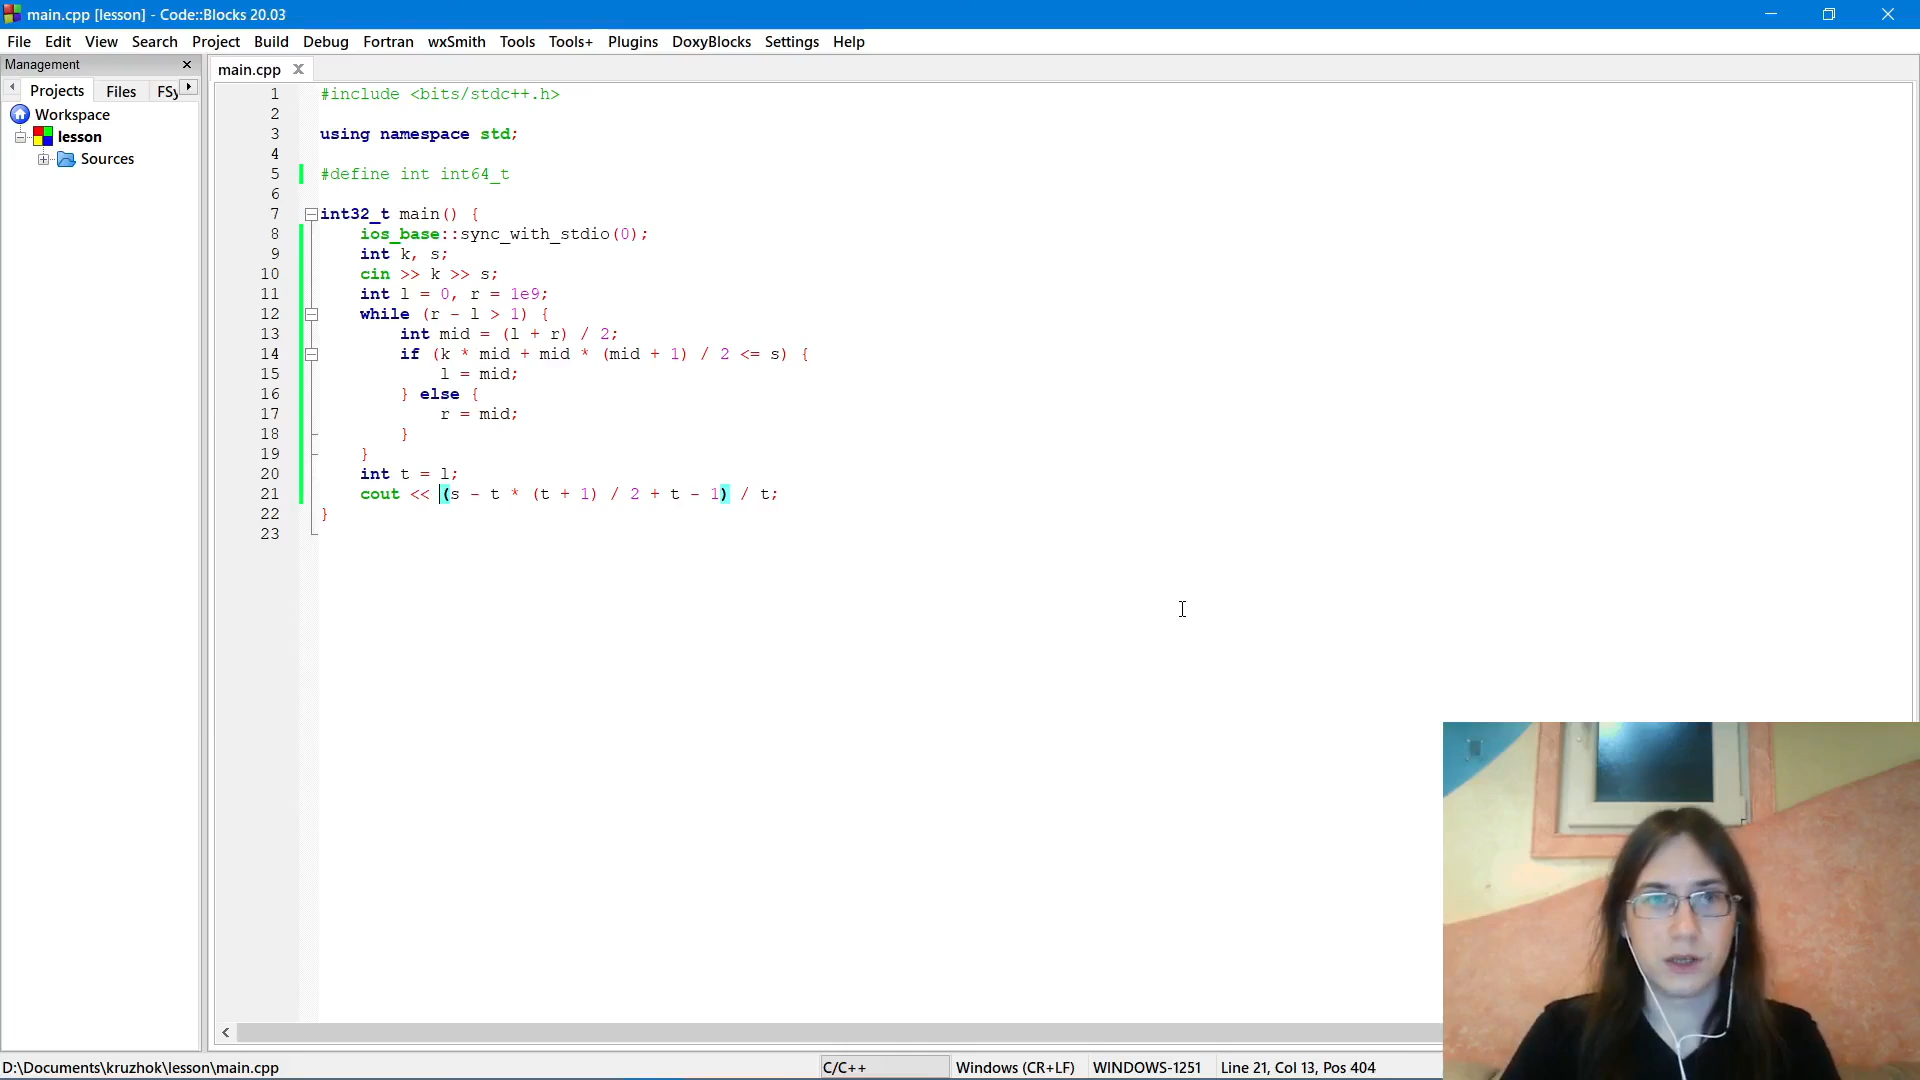 main.cpp [lesson] - Code::Blocks 20.03
File Edit View Search Project Build Debug Fortran wxSmith Tools Tools+ Plugins DoxyBlocks Settings Help
Management
main.cpp
Projects Files FSy
Workspace
lesson
Sources
1 #include <bits/stdc++.h>
2
3 using namespace std;
4
5 #define int int64_t
6
7 int32_t main() {
8 ios_base::sync_with_stdio(0);
9 int k, s;
10 cin >> k >> s;
11 int l = 0, r = 1e9;
12 while (r - l > 1) {
13 int mid = (l + r) / 2;
14 if (k * mid + mid * (mid + 1) / 2 <= s) {
15 l = mid;
16 } else {
17 r = mid;
18 }
19 }
20 int t = l;
21 cout << (s - t * (t + 1) / 2 + t - 1) / t;
22 }
23
D:\Documents\kruzhok\lesson\main.cpp C/C++ Windows (CR+LF) WINDOWS-1251 Line 21, Col 13, Pos 404